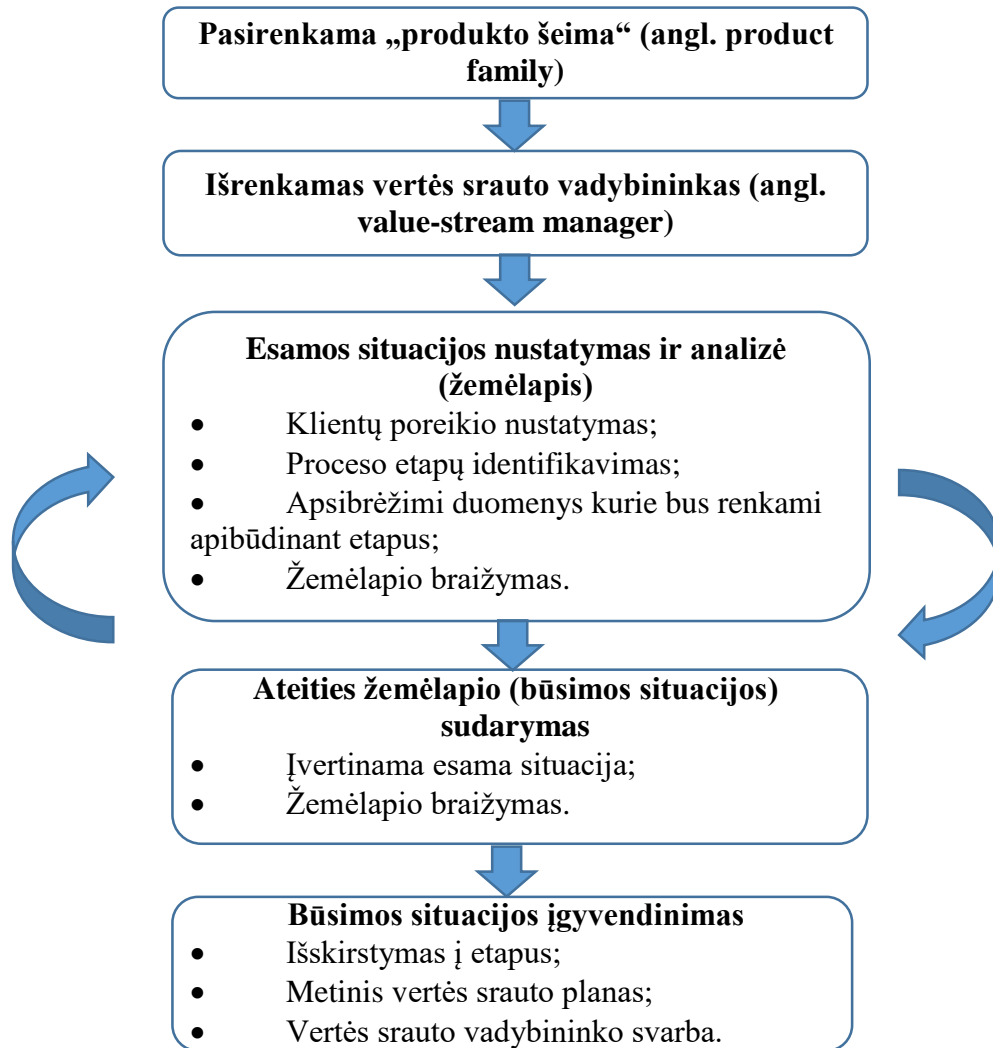 Pasirenkama „produkto šeima“ (angl. product
family)
Išrenkamas vertės srauto vadybininkas (angl.
value-stream manager)
Esamos situacijos nustatymas ir analizė
(žemėlapis)
• Klientų poreikio nustatymas;
• Proceso etapų identifikavimas;
• Apsibrėžimi duomenys kurie bus renkami
apibūdinant etapus;
• Žemėlapio braižymas.
Ateities žemėlapio (būsimos situacijos)
sudarymas
• Įvertinama esama situacija;
• Žemėlapio braižymas.
Būsimos situacijos įgyvendinimas
• Išskirstymas į etapus;
• Metinis vertės srauto planas;
• Vertės srauto vadybininko svarba.